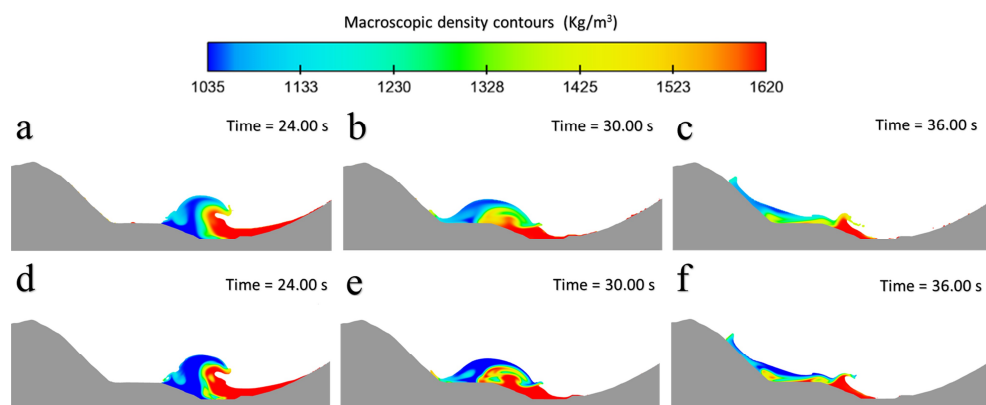 Macroscopic density contours (Kg/m³)
1035 1133 1230 1328 1425 1523 1620
a Time = 24.00 s b Time = 30.00 s c Time = 36.00 s
d Time = 24.00 s e Time = 30.00 s f Time = 36.00 s